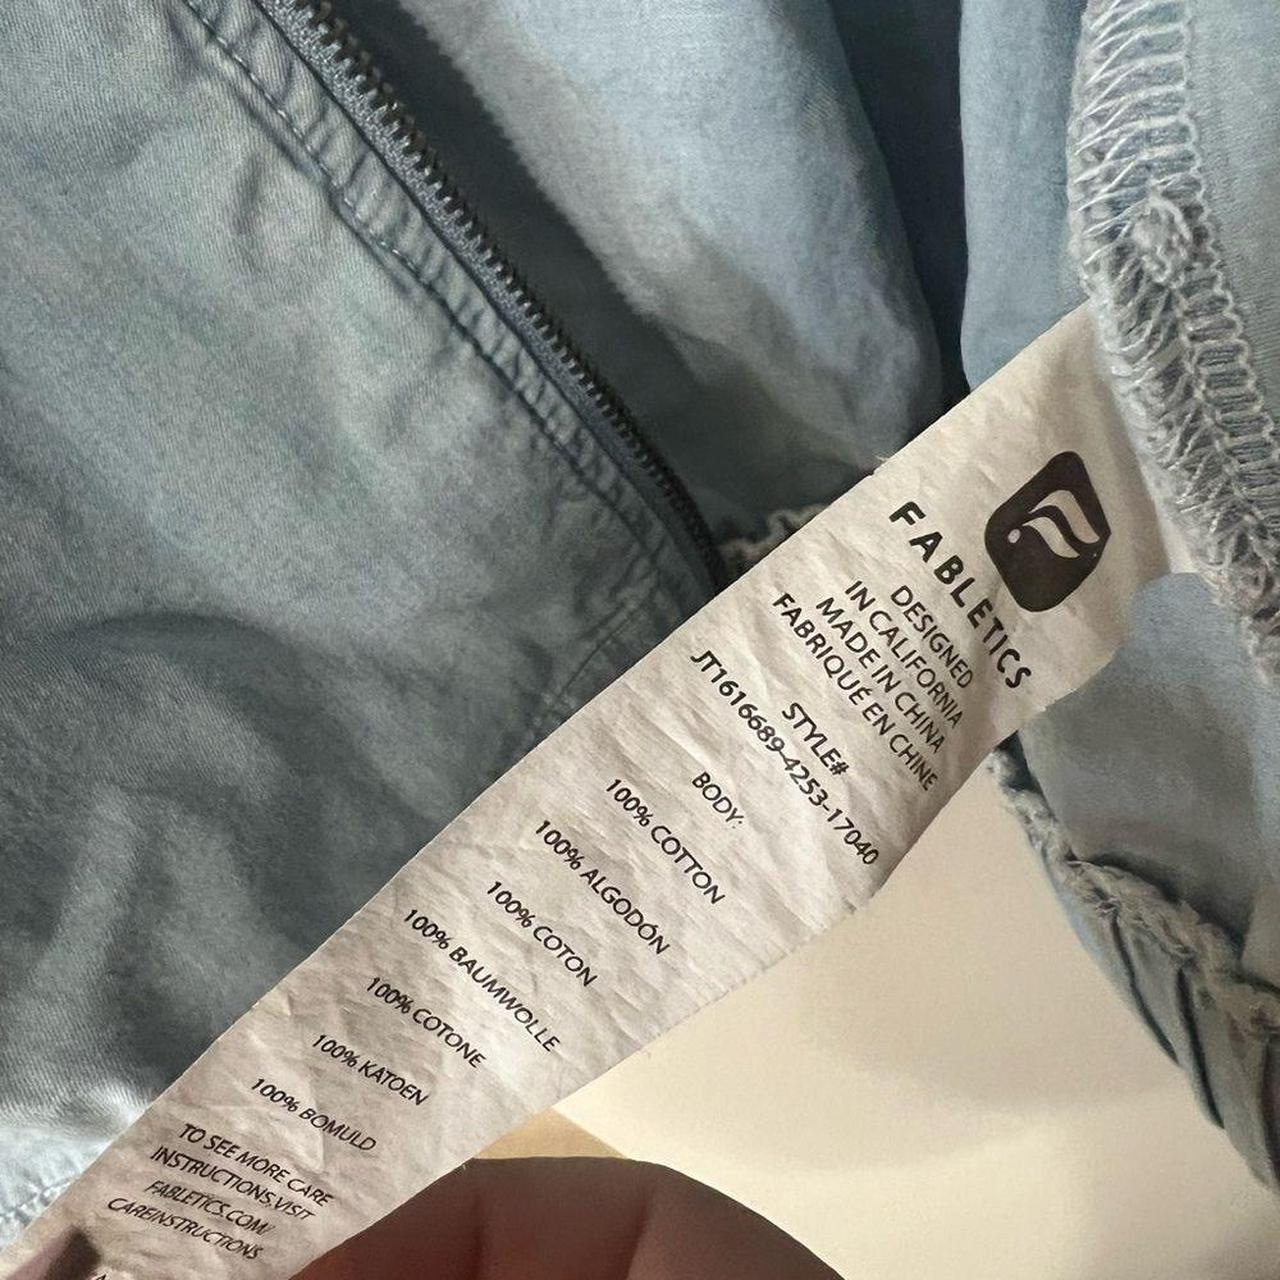 FABLETICS
DESIGNED
IN CALIFORNIA
MADE IN CHINA
FABRIQUÉ EN CHINE
STYLE#
JT1616689-4253-17040
BODY:
100% COTTON
100% ALGODÓN
100% COTON
100% BAUMWOLLE
100% COTONE
100% KATOEN
100% BOMULD
TO SEE MORE CARE
INSTRUCTIONS,VISIT
FABLETICS.COM/
CAREINSTRUCTIONS